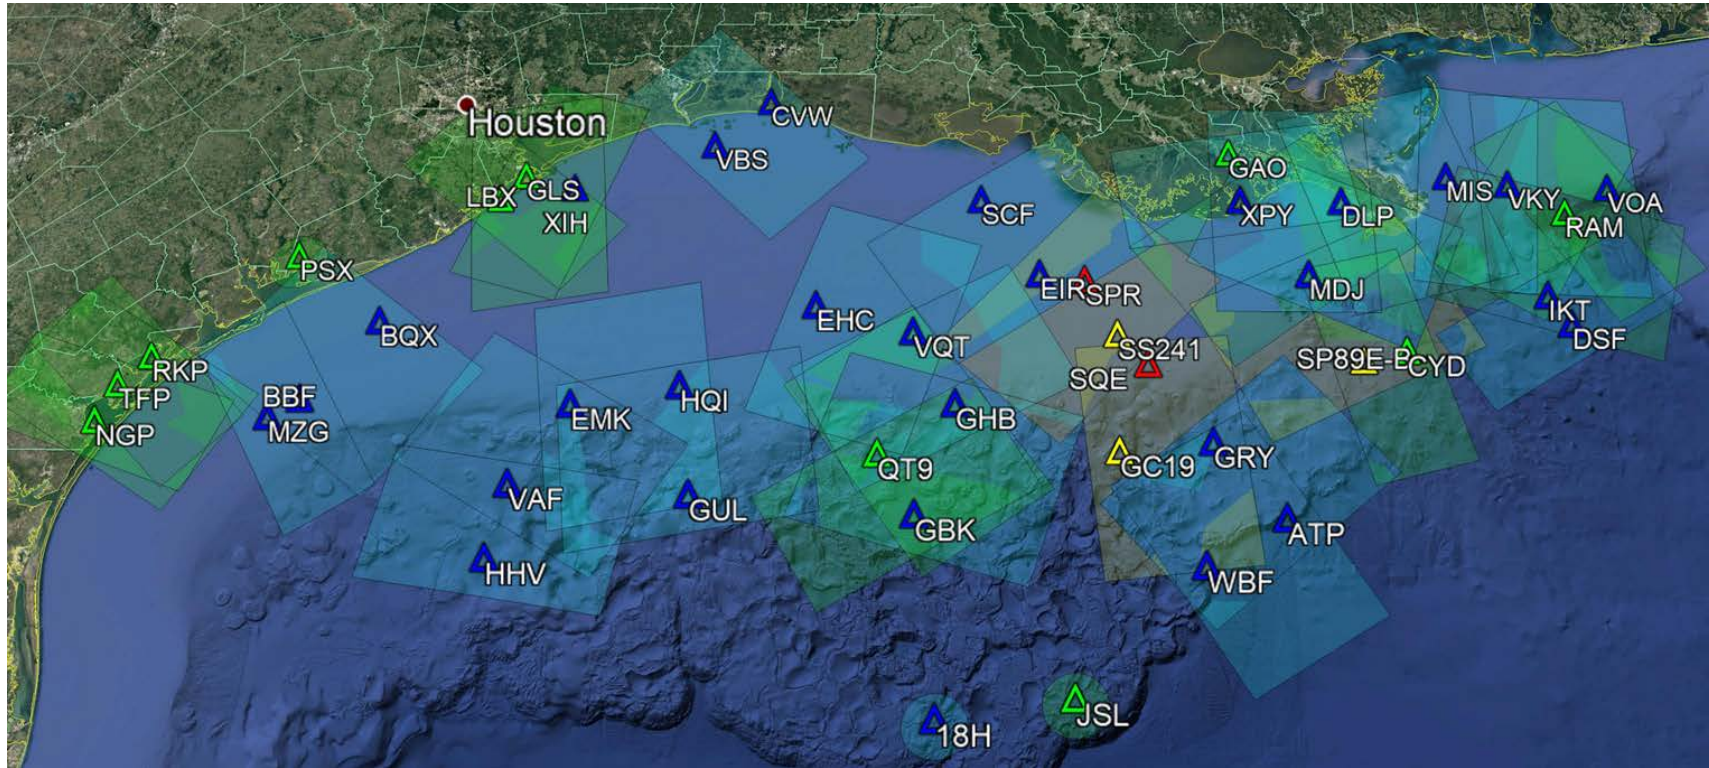 CVW
Houston
VBS
GAO
GLS
LBX
XIH
MIS
VKY
VOA
SCF
XPY
DLP
RAM
PSX
EIR
SPR
MDJ
EHC
IKT
BQX
DSF
VQT
SS241
SP89E-B
CYD
RKP
SQE
TFP
BBF
HQI
MZG
EMK
GHB
NGP
QT9
GC19
GRY
VAF
GUL
GBK
ATP
HHV
WBF
JSL
18H